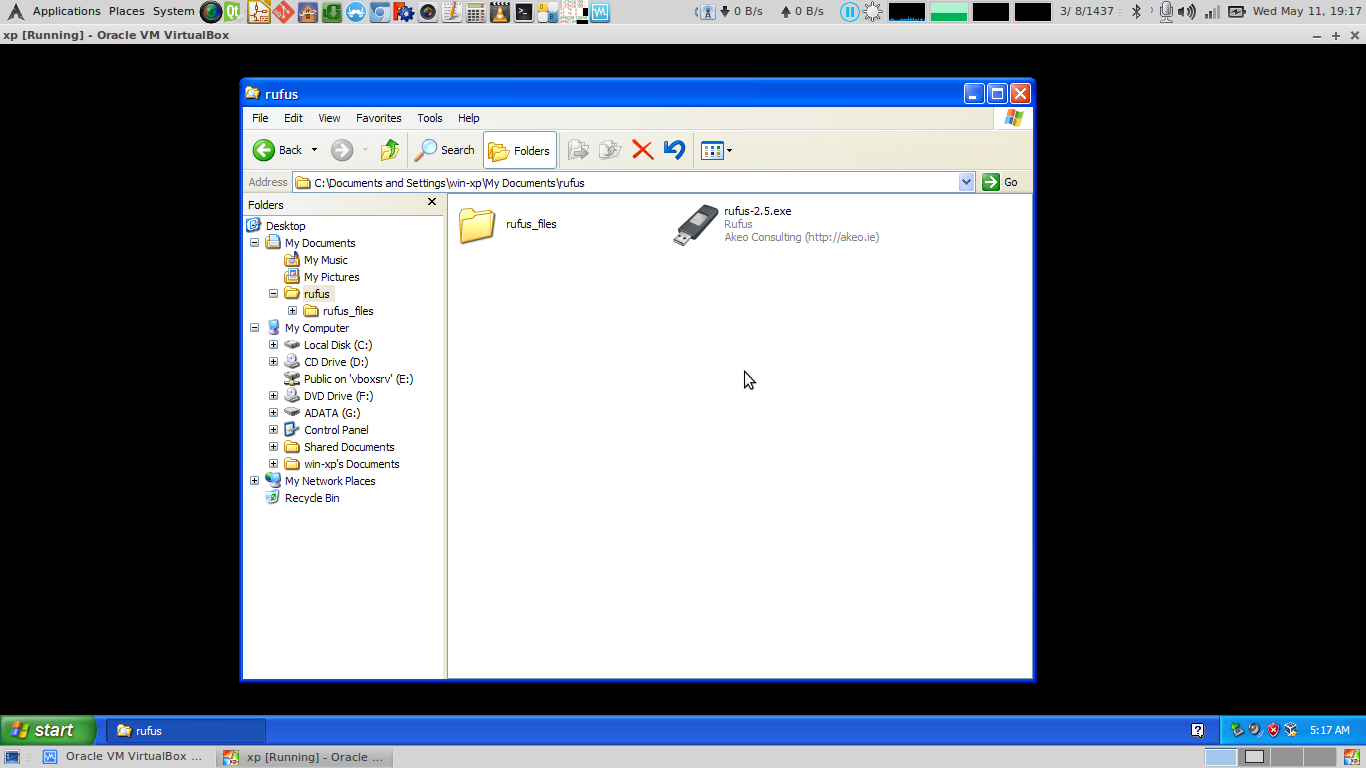 Applications Places System
0 B/s 0 B/s 3/ 8/1437 Wed May 11, 19:17
xp [Running] - Oracle VM VirtualBox
rufus
File Edit View Favorites Tools Help
Back Search Folders
Address C:\Documents and Settings\win-xp\My Documents\rufus Go
Folders
Desktop
My Documents
My Music
My Pictures
rufus
rufus_files
My Computer
Local Disk (C:)
CD Drive (D:)
Public on 'vboxsrv' (E:)
DVD Drive (F:)
ADATA (G:)
Control Panel
Shared Documents
win-xp's Documents
My Network Places
Recycle Bin
rufus_files
rufus-2.5.exe
Rufus
Akeo Consulting (http://akeo.ie)
start rufus 5:17 AM
Oracle VM VirtualBox ... xp [Running] - Oracle ...